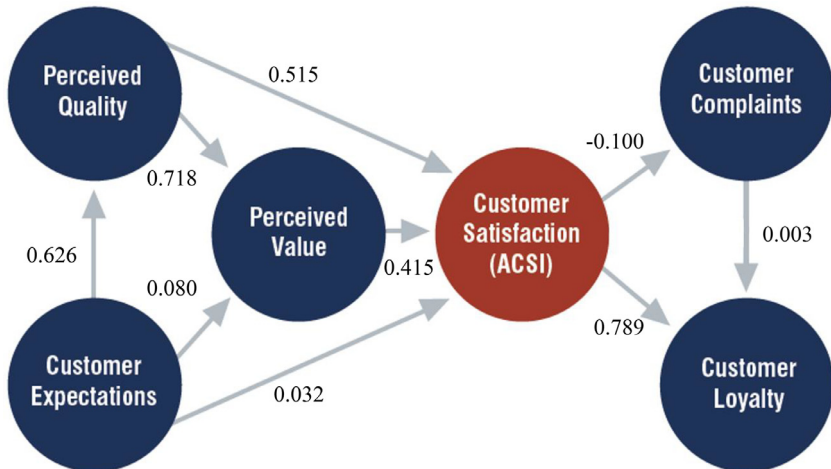 Perceived
Quality
0.515
Customer
Complaints
-0.100
0.718
Perceived
Value
Customer
Satisfaction
(ACSI)
0.626
0.415
0.003
0.080
0.789
Customer
Expectations
0.032
Customer
Loyalty